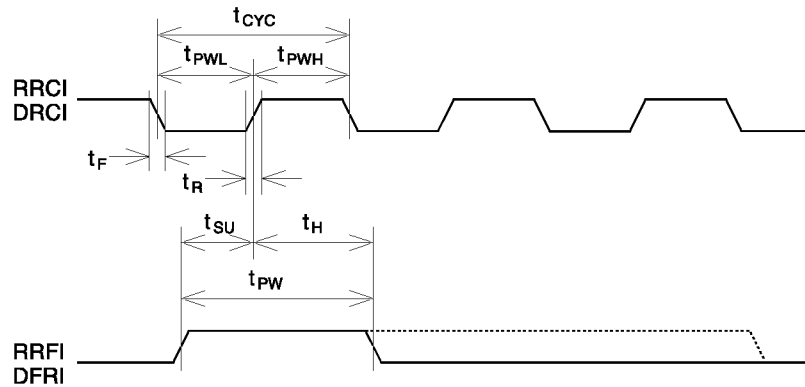 tCYC
tPWL tPWH
RRCI
DRCI
tF
tR
tSU tH
tPW
RRFI
DFRI